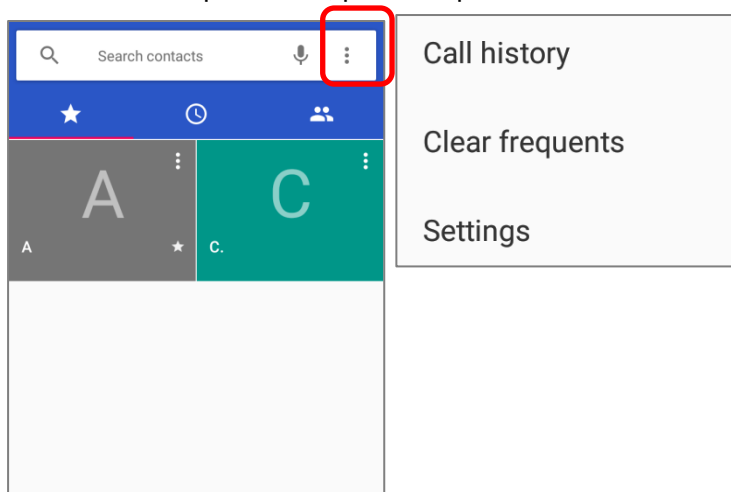 Search contacts
A
C
A
C.
Call history
Clear frequents
Settings